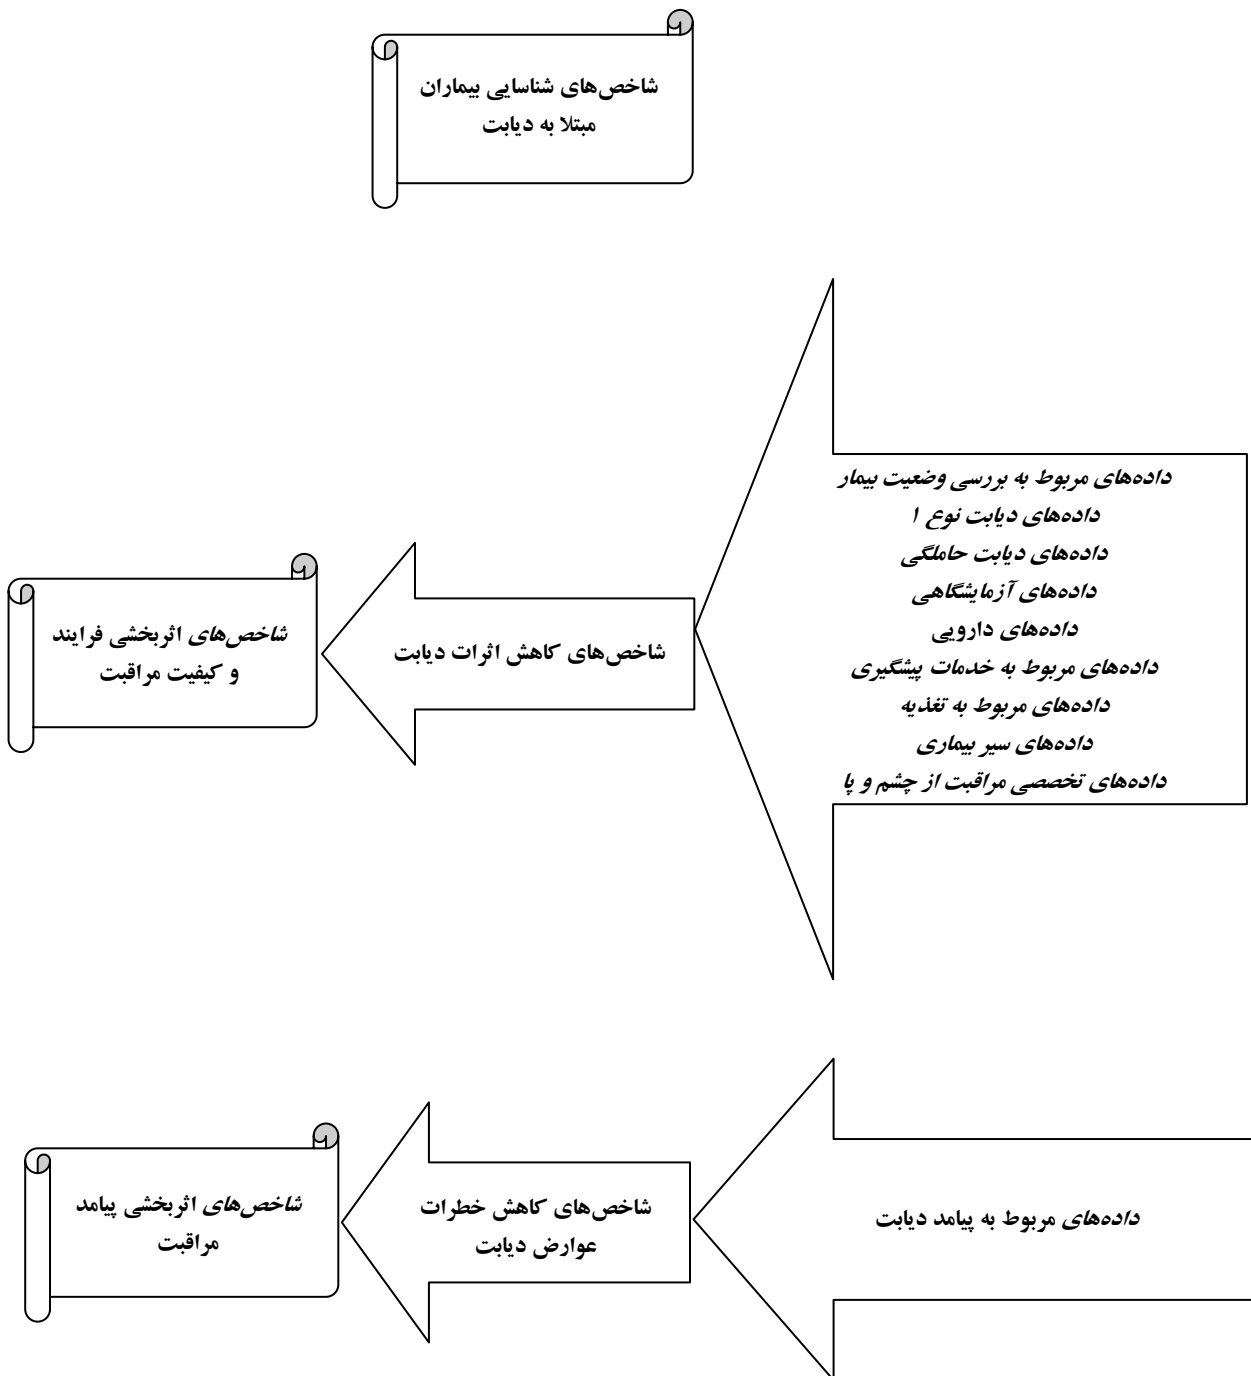 شاخص‌های شناسایی بیماران
مبتلا به دیابت
داده‌های مربوط به بررسی وضعیت بیمار
داده‌های دیابت نوع ۱
داده‌های دیابت حاملگی
داده‌های آزمایشگاهی
داده‌های دارویی
داده‌های مربوط به خدمات پیشگیری
داده‌های مربوط به تغذیه
داده‌های سیر بیماری
داده‌های تخصصی مراقبت از چشم و پا
شاخص‌های کاهش اثرات دیابت
شاخص‌های اثربخشی فرایند
و کیفیت مراقبت
داده‌های مربوط به پیامد دیابت
شاخص‌های کاهش خطرات
عوارض دیابت
شاخص‌های اثربخشی پیامد
مراقبت